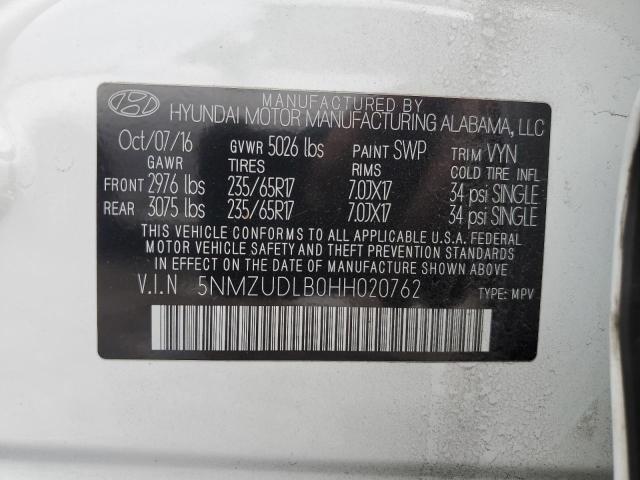 MANUFACTURED BY
HYUNDAI MOTOR MANUFACTURING ALABAMA, LLC
Oct/07/16 GVWR 5026 lbs PAINT SWP TRIM VYN
GAWR TIRES RIMS COLD TIRE INFL
FRONT 2976 lbs 235/65R17 7.0JX17 34 psi SINGLE
REAR 3075 lbs 235/65R17 7.0JX17 34 psi SINGLE
THIS VEHICLE CONFORMS TO ALL APPLICABLE U.S.A. FEDERAL
MOTOR VEHICLE SAFETY AND THEFT PREVENTION STANDARDS
IN EFFECT ON THE DATE OF MANUFACTURE SHOWN ABOVE.
V.I.N 5NMZUDLB0HH020762 TYPE: MPV